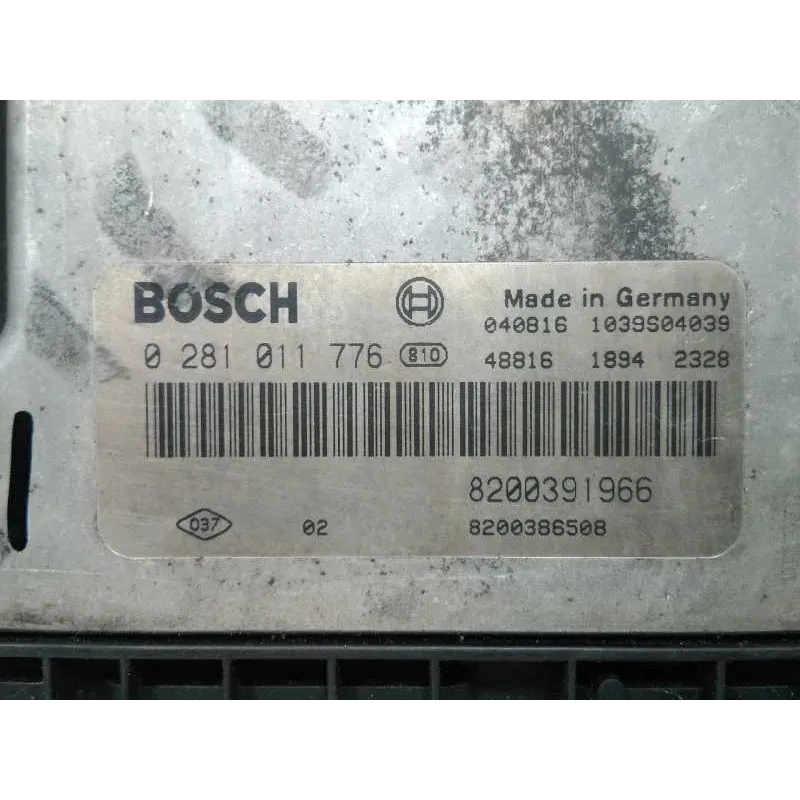 BOSCH
Made in Germany
040816 1039S04039
0 281 011 776 810
48816 1894 2328
8200391966
037 02 8200386508